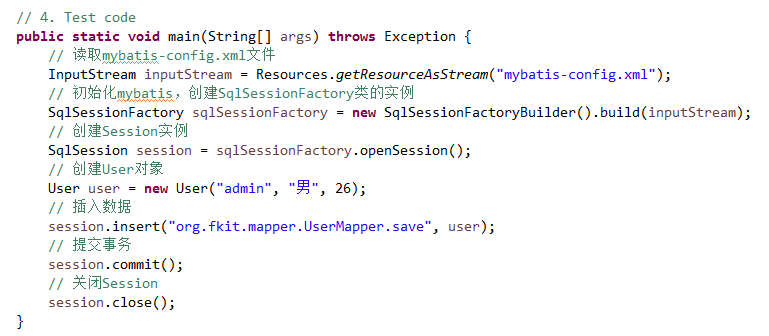 // 4. Test code
public static void main(String[] args) throws Exception {
// 读取mybatis-config.xml文件
InputStream inputStream = Resources.getResourceAsStream("mybatis-config.xml");
// 初始化mybatis，创建SqlSessionFactory类的实例
SqlSessionFactory sqlSessionFactory = new SqlSessionFactoryBuilder().build(inputStream);
// 创建Session实例
SqlSession session = sqlSessionFactory.openSession();
// 创建User对象
User user = new User("admin", "男", 26);
// 插入数据
session.insert("org.fkit.mapper.UserMapper.save", user);
// 提交事务
session.commit();
// 关闭Session
session.close();
}